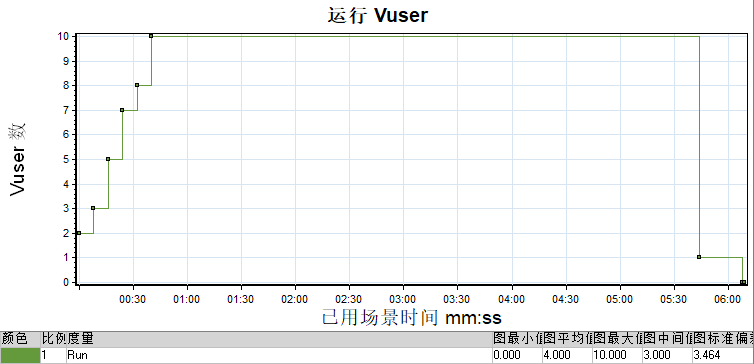 运行 Vuser
Vuser 数
10
9
8
7
6
5
4
3
2
1
0
00:30 01:00 01:30 02:00 02:30 03:00 03:30 04:00 04:30 05:00 05:30 06:00
已用场景时间 mm:ss
颜色 比例 度量 图最小值 图平均值 图最大值 图中间值 图标准偏差
1 Run 0.000 4.000 10.000 3.000 3.464